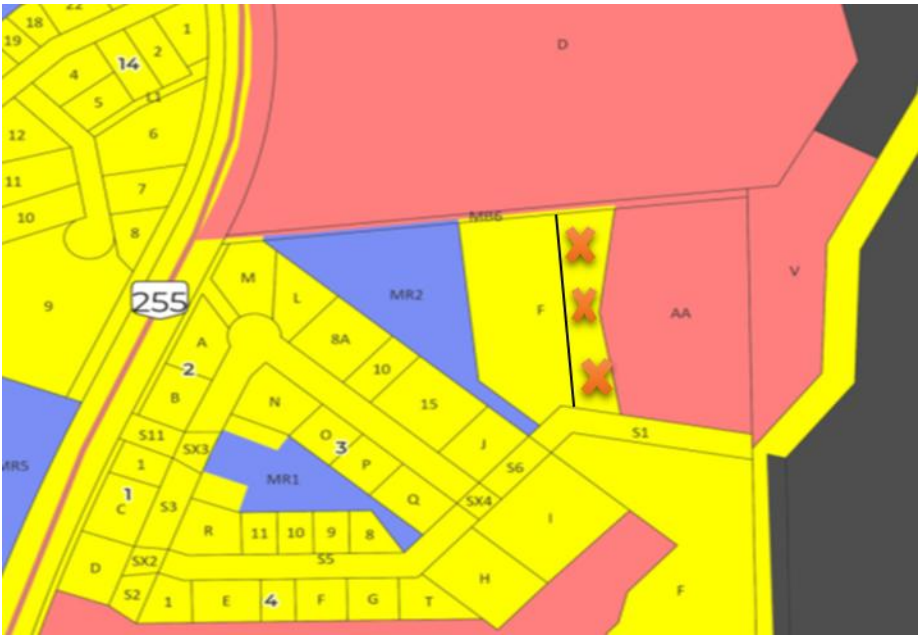 22
18
1
19
2
D
14
4
5
L1
12
6
11
7
10
MB6
8
V
M
9
255
L
MR2
F
AA
8A
A
2
10
B
N
15
S11
O
3
J
S1
SX3
P
MR5
1
S6
MR1
1
Q
SX4
C
S3
I
R
11
10
9
8
SX2
S5
D
H
S2
1
E
4
F
G
T
F